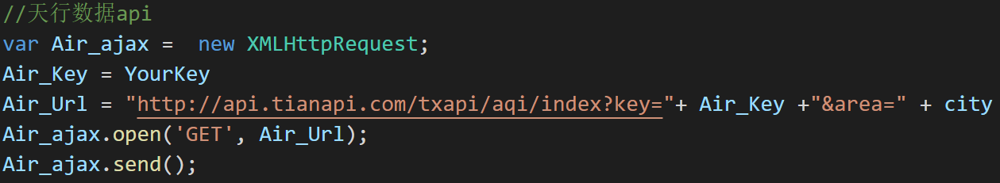 //天行数据api
var Air_ajax =  new XMLHttpRequest;
Air_Key = YourKey
Air_Url = "http://api.tianapi.com/txapi/aqi/index?key="+ Air_Key +"&area=" + city
Air_ajax.open('GET', Air_Url);
Air_ajax.send();